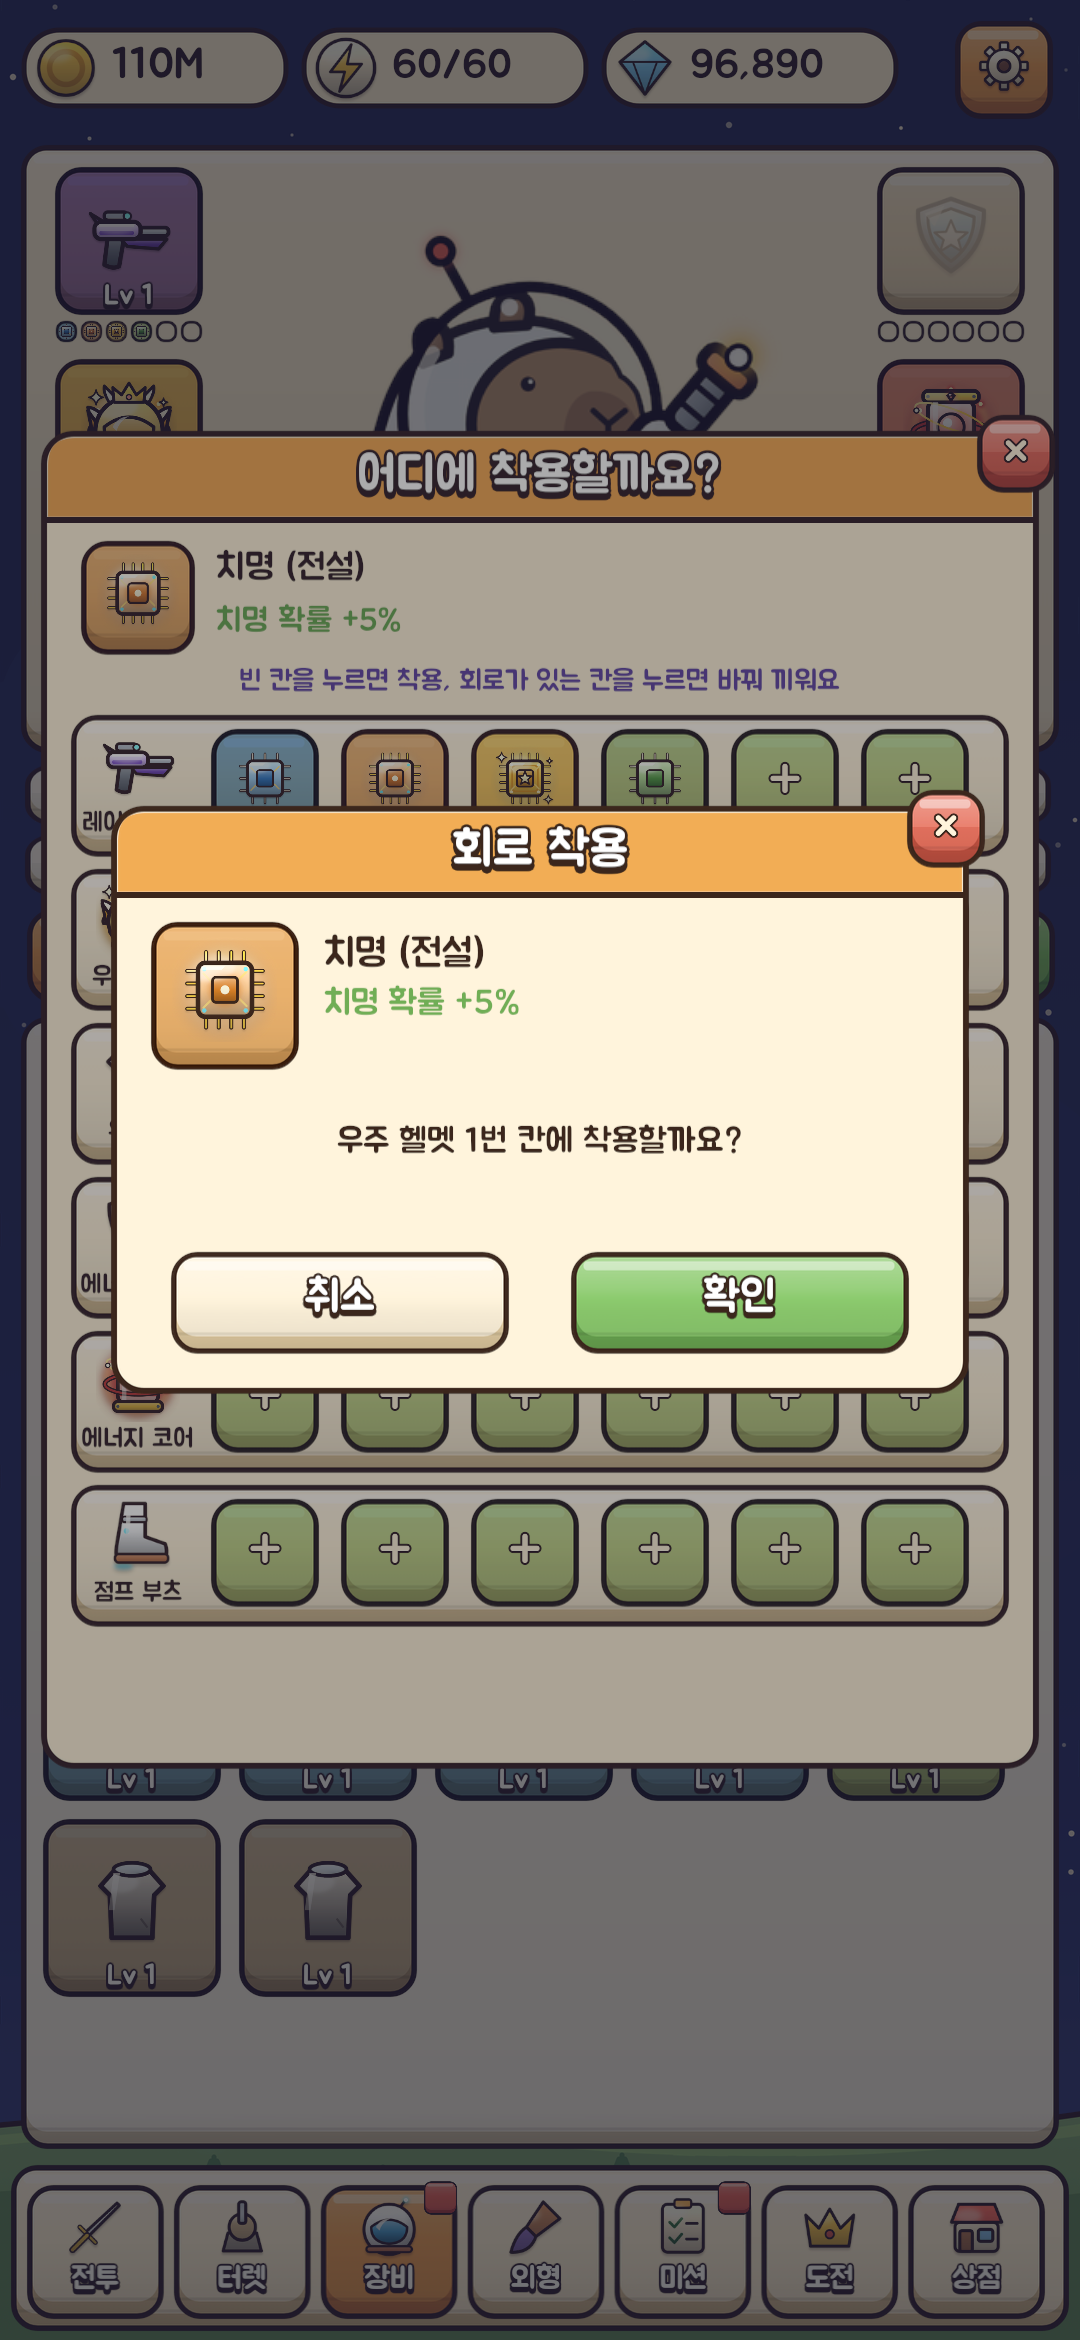 110M
60/60
96,890
Lv 1
어디에 착용할까요?
치명 (전설)
치명 확률 +5%
빈 칸을 누르면 착용, 회로가 있는 칸을 누르면 바꿔 끼워요
레이
회로 착용
치명 (전설)
치명 확률 +5%
우
우주 헬멧 1번 칸에 착용할까요?
취소
확인
에너
에너지 코어
점프 부츠
Lv 1
Lv 1
Lv 1
Lv 1
Lv 1
Lv 1
Lv 1
전투
터렛
장비
외형
미션
도전
상점